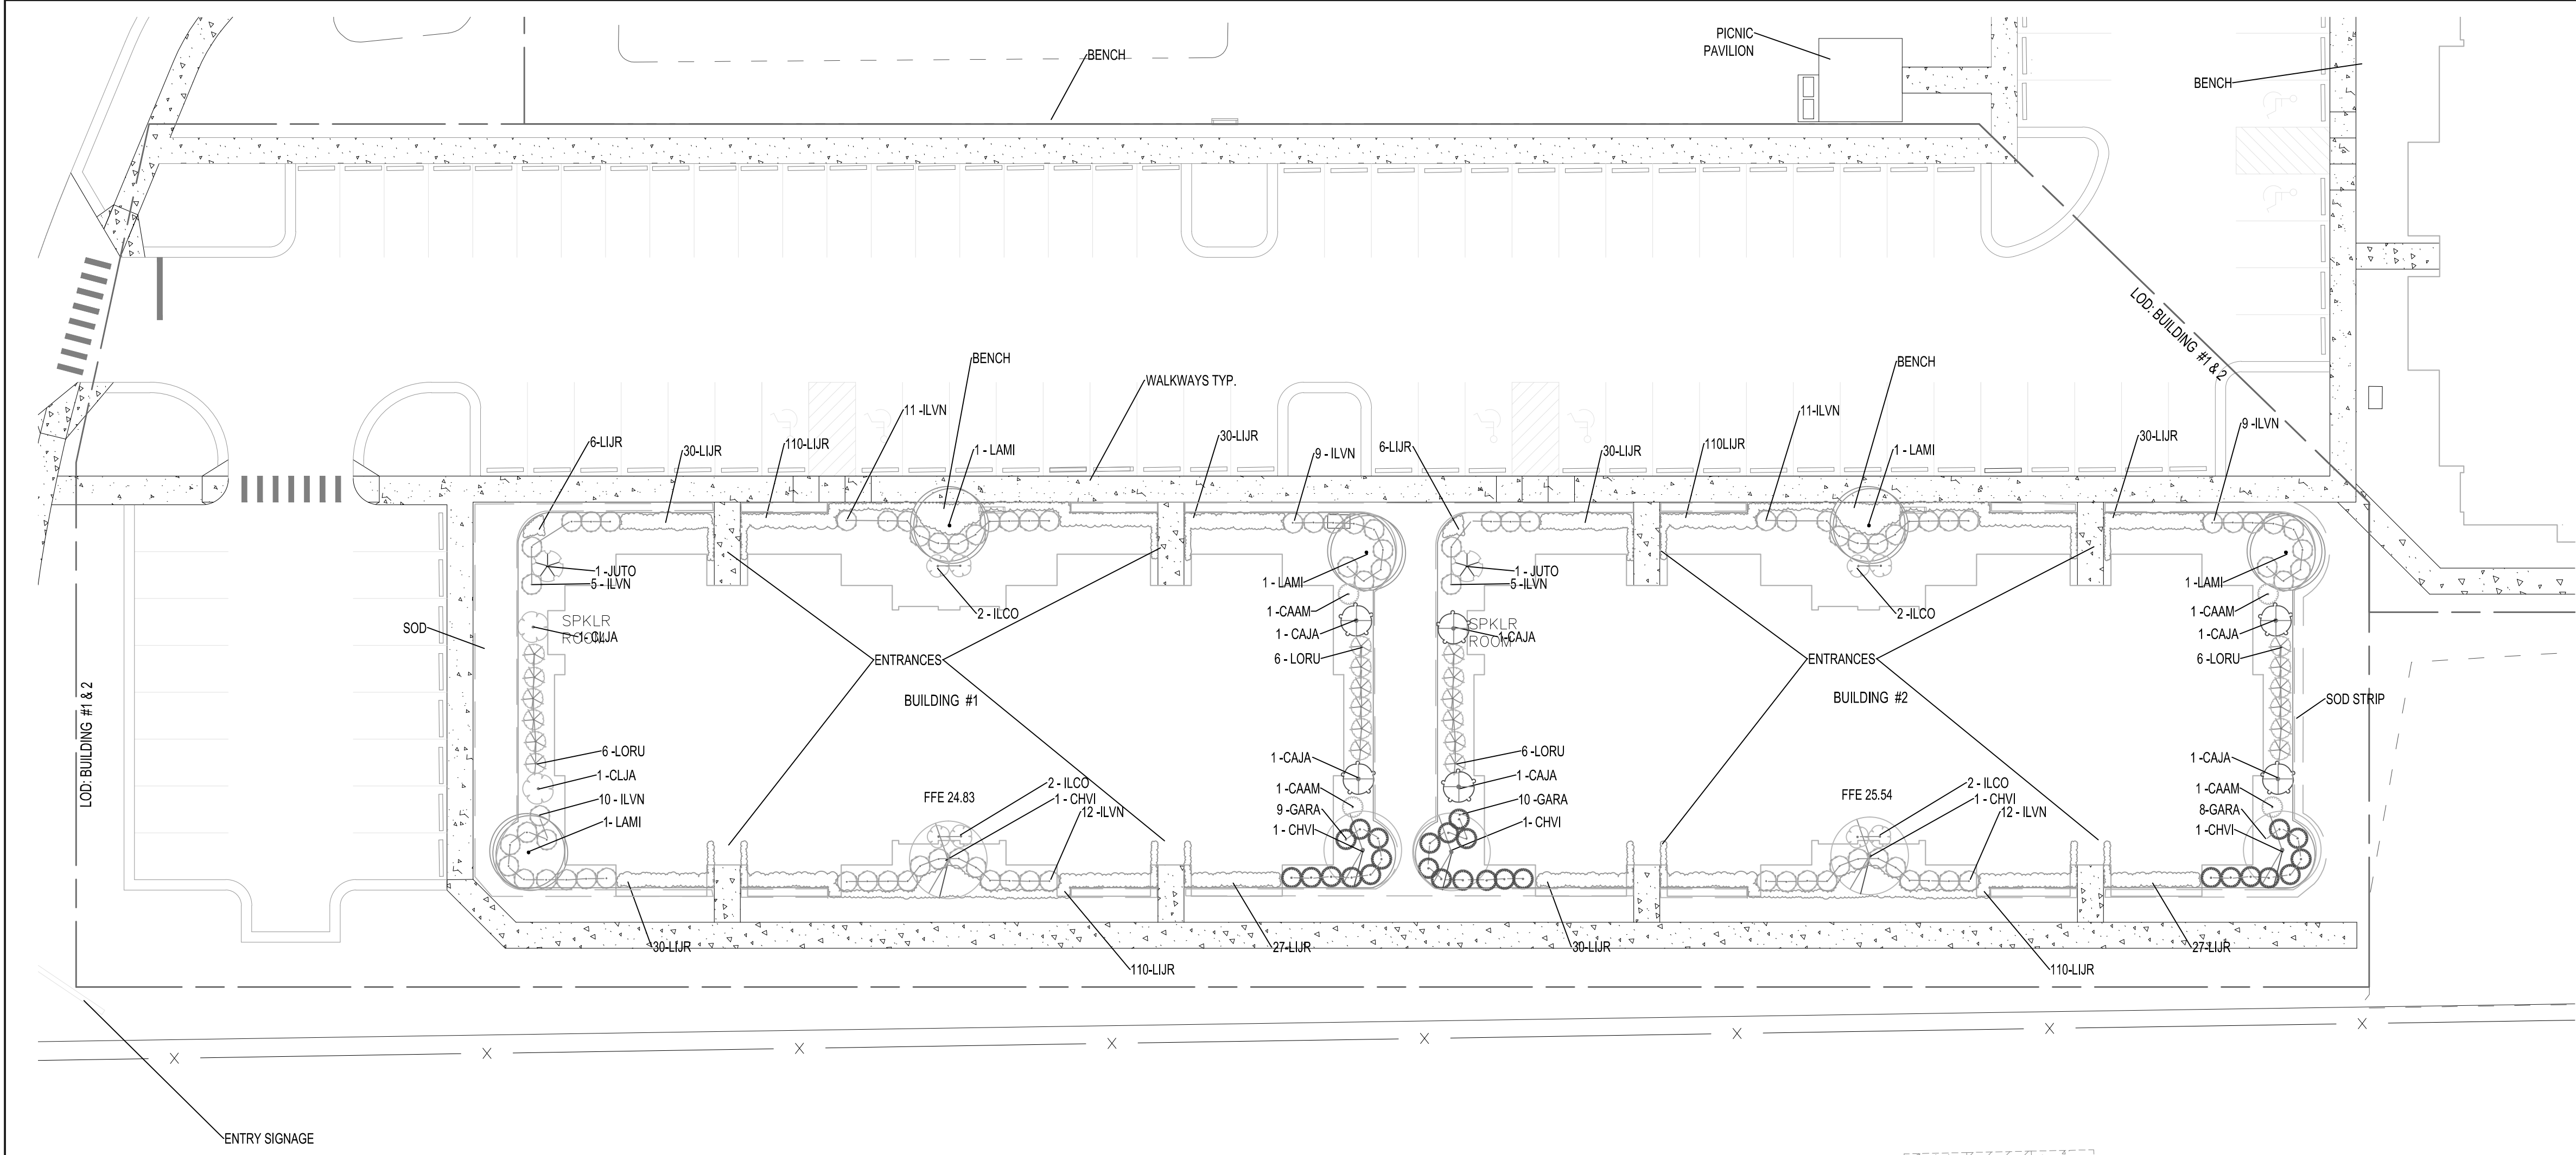 PICNIC
PAVILION
BENCH
BENCH
LOD: BUILDING #1 & 2
BENCH
WALKWAYS TYP.
BENCH
11 -ILVN
11-ILVN
6-LIJR
30-LIJR
110-LIJR
1 - LAMI
30-LIJR
9 - ILVN
6-LIJR
30-LIJR
110LIJR
1 - LAMI
30-LIJR
9 -ILVN
1 -JUTO
5 - ILVN
1 - LAMI
1 - JUTO
5 -ILVN
1 -LAMI
SPKLR
ROOM
1 -CLJA
2 - ILCO
1 -CAAM
1 - CAJA
6 - LORU
SPKLR
ROOM
1 -CAJA
2 -ILCO
1 -CAAM
1 -CAJA
6 -LORU
SOD
ENTRANCES
ENTRANCES
BUILDING #1
BUILDING #2
SOD STRIP
LOD: BUILDING #1 & 2
6 -LORU
1 -CLJA
10 - ILVN
1- LAMI
FFE 24.83
2 - ILCO
1 - CHVI
12 -ILVN
1 -CAJA
1 -CAAM
9 -GARA
1 - CHVI
6 -LORU
1 -CAJA
10 -GARA
1- CHVI
FFE 25.54
2 - ILCO
1 - CHVI
12 - ILVN
1 -CAJA
1 -CAAM
8-GARA
1 -CHVI
30-LIJR
110-LIJR
27-LIJR
30-LIJR
110-LIJR
27-LIJR
X X X X X X X X
ENTRY SIGNAGE